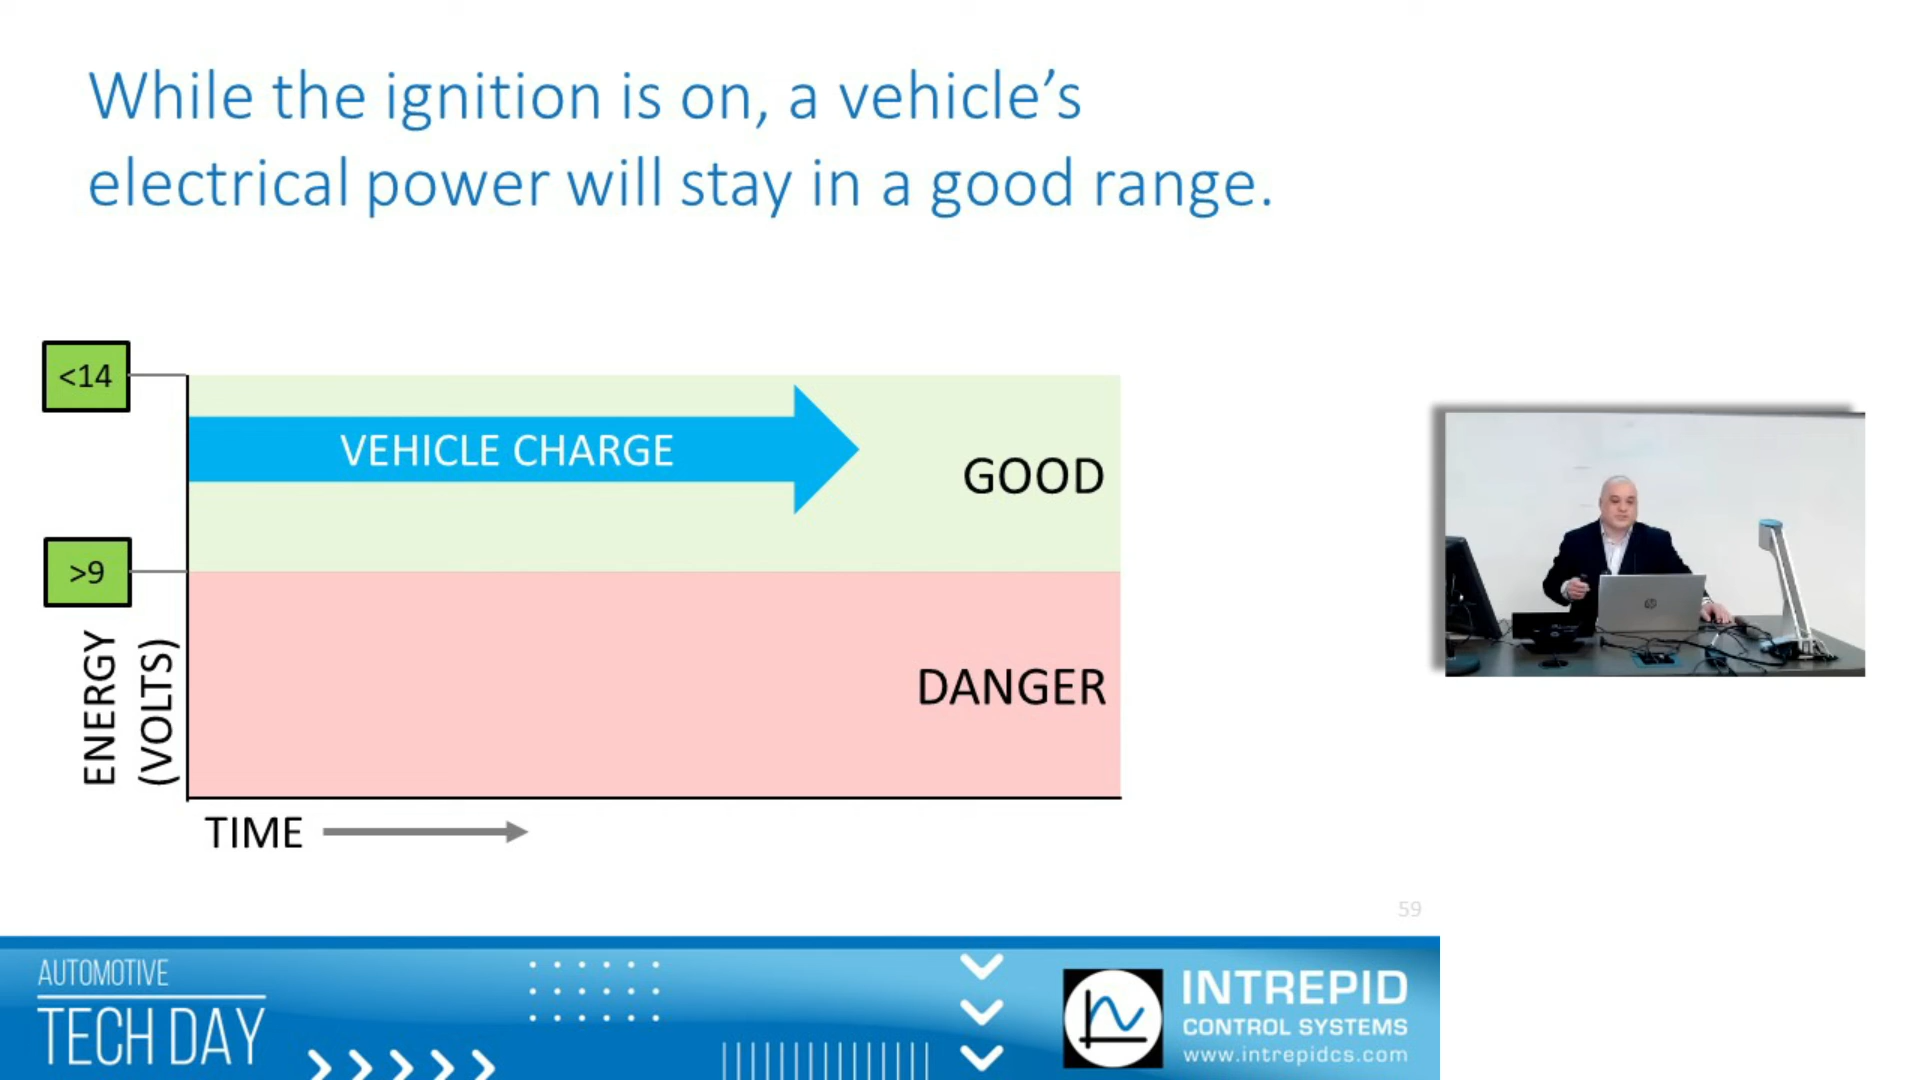 While the ignition is on, a vehicle’s
electrical power will stay in a good range.
<14
VEHICLE CHARGE
GOOD
>9
DANGER
ENERGY
(VOLTS)
TIME
59
AUTOMOTIVE
TECH DAY
INTREPID
CONTROL SYSTEMS
www.intrepidcs.com